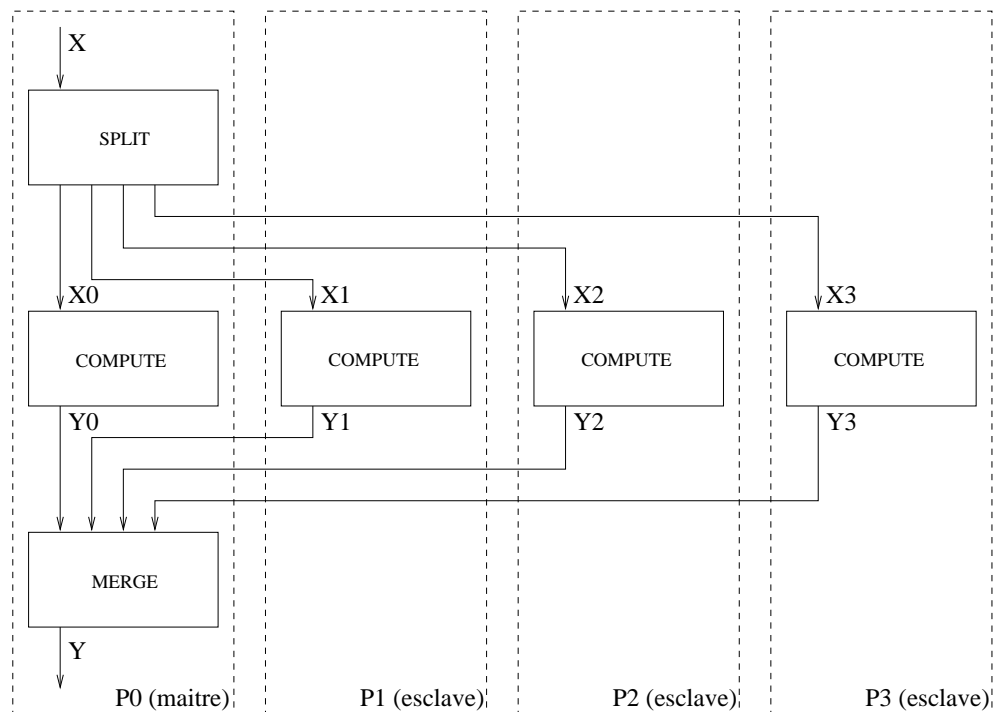 X
SPLIT
X0 X1 X2 X3
COMPUTE COMPUTE COMPUTE COMPUTE
Y0 Y1 Y2 Y3
MERGE
Y
P0 (maitre) P1 (esclave) P2 (esclave) P3 (esclave)